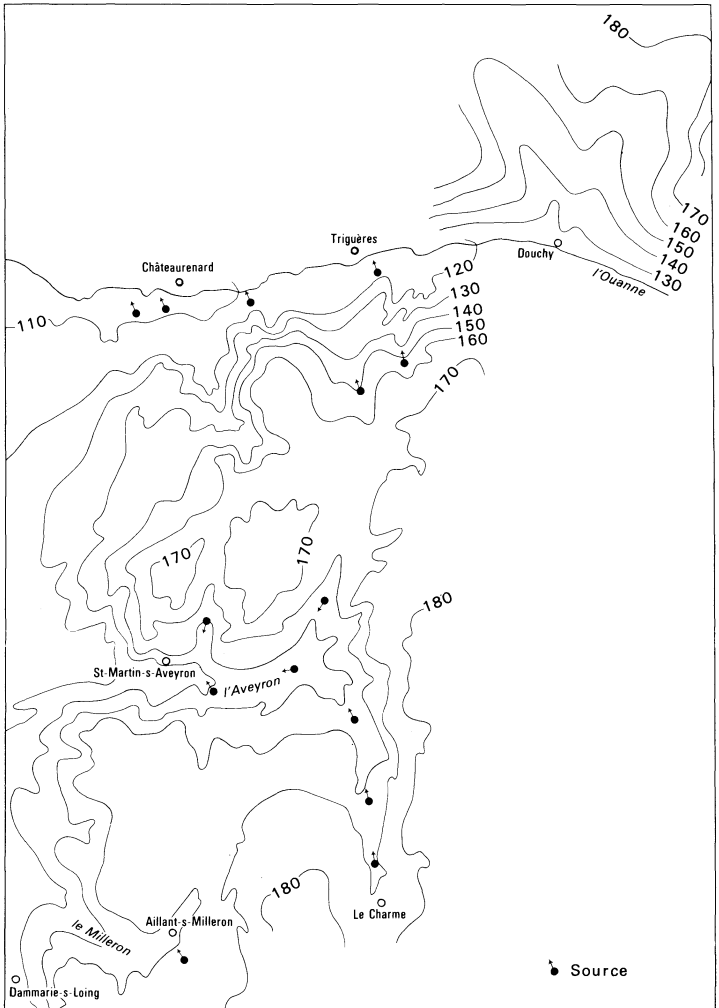 180
170
160
150
140
130
Douchy
l'Ouanne
Triguères
Châteaurenard
120
130
140
150
160
110
170
170
170
180
St-Martin-s-Aveyron
l'Aveyron
180
Le Charme
Aillant-s-Milleron
le Milleron
Source
Dammarie-s-Loing